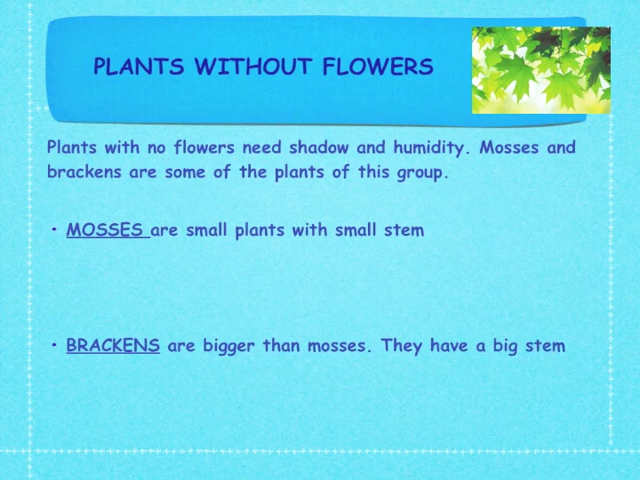 PLANTS WITHOUT FLOWERS
Plants with no flowers need shadow and humidity. Mosses and
brackens are some of the plants of this group.
• MOSSES are small plants with small stem
• BRACKENS are bigger than mosses. They have a big stem